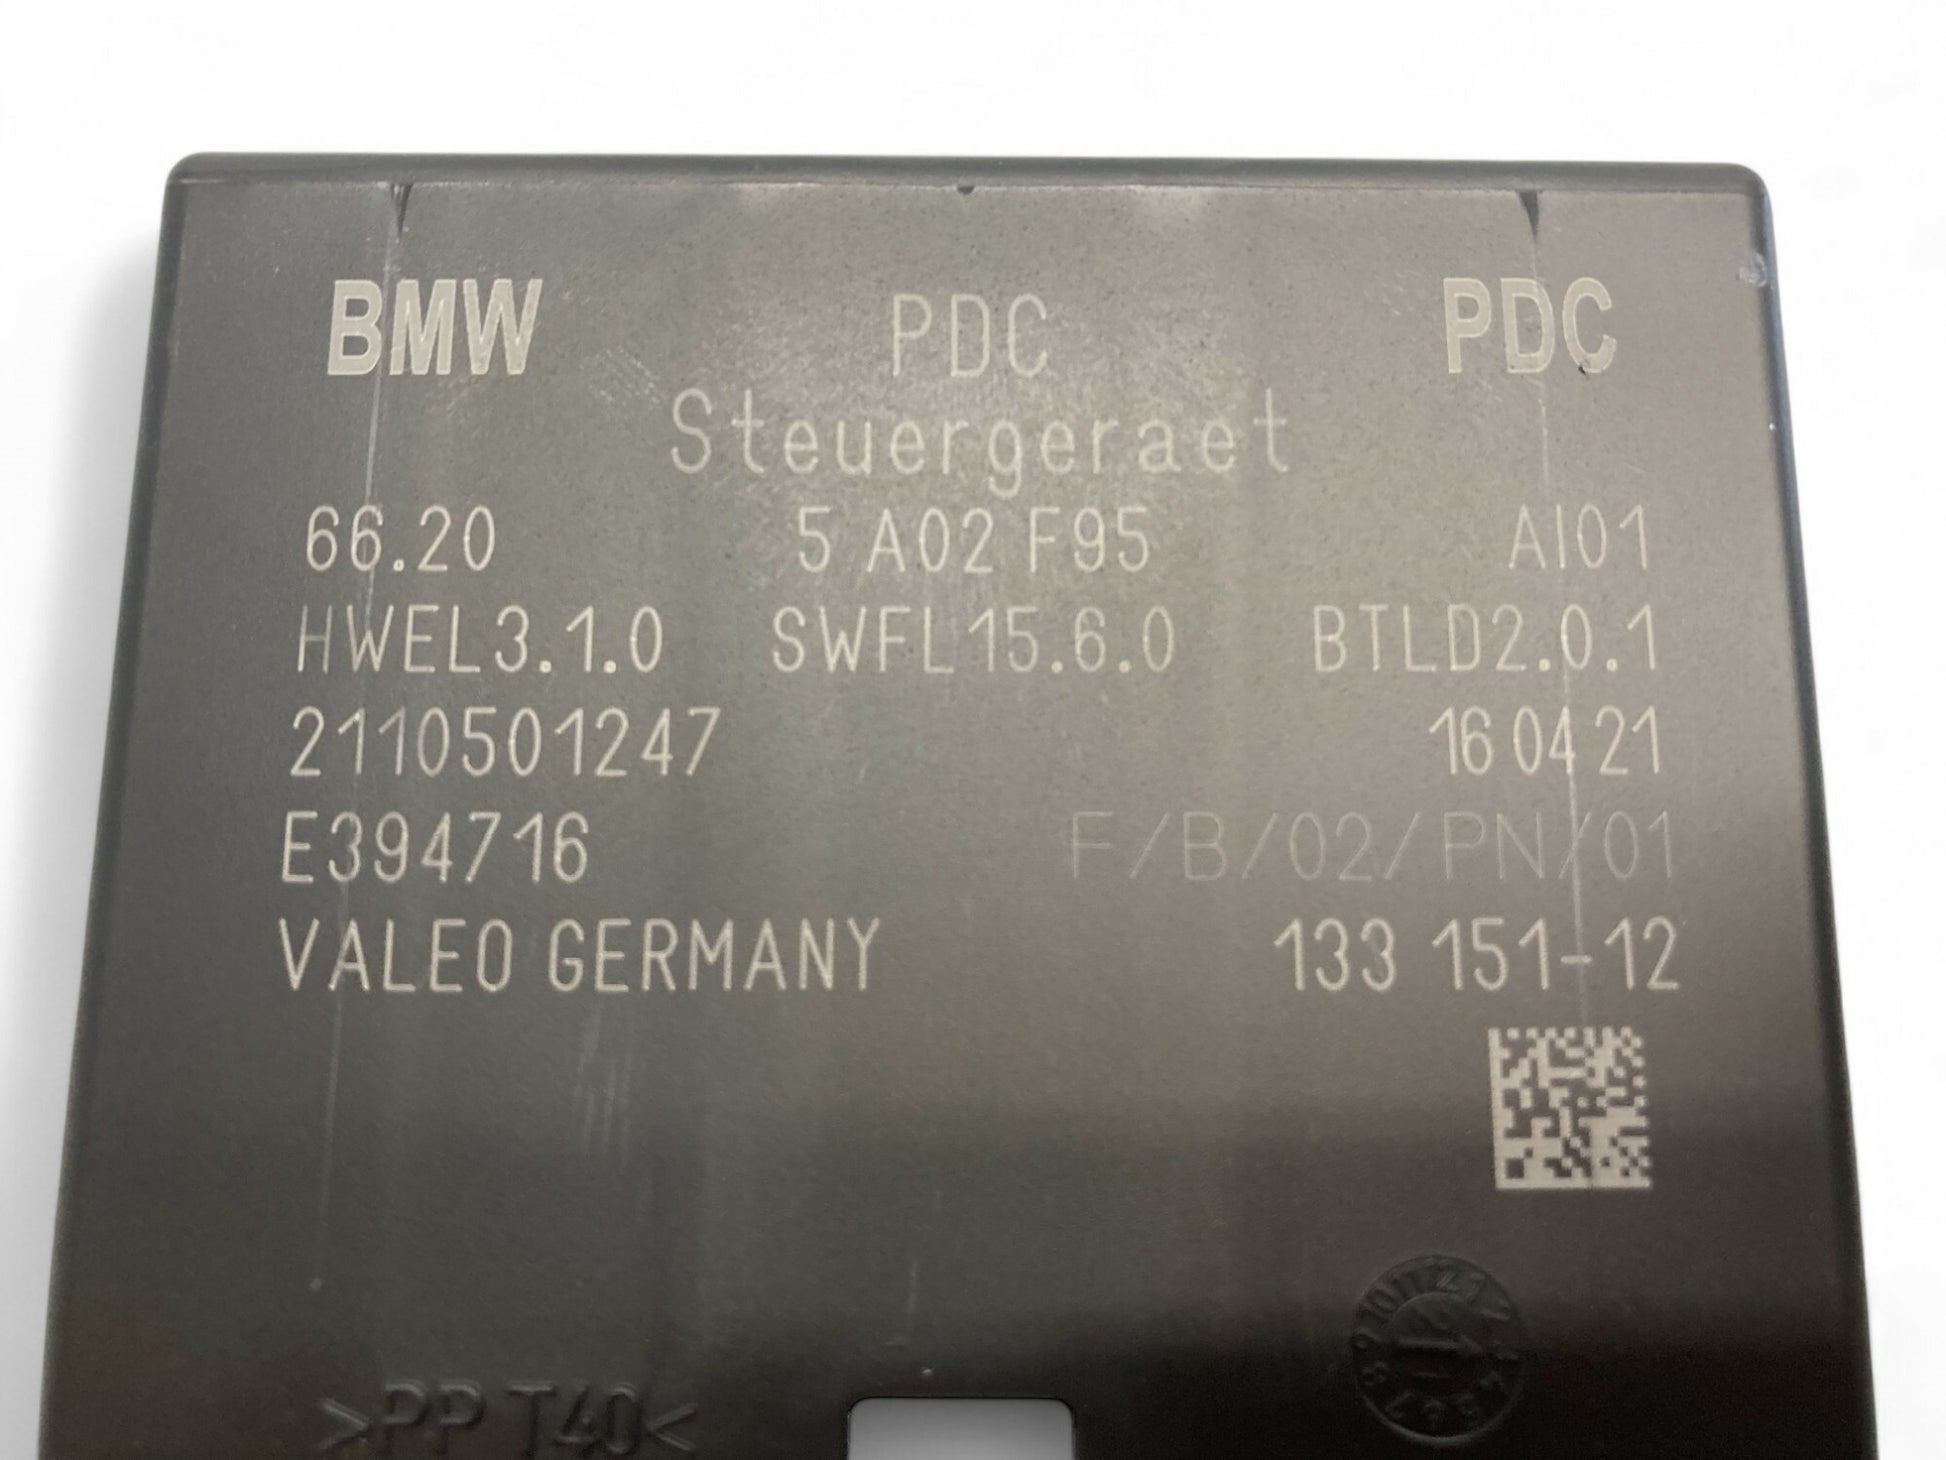 BMW PDC PDC
Steuergeraet
66.20 5 A02 F95 AI01
HWEL3.1.0 SWFL15.6.0 BTLD2.0.1
2110501247 16 04 21
E394716 F/B/02/PN/01
VALEO GERMANY 133 151-12
>PP T40<